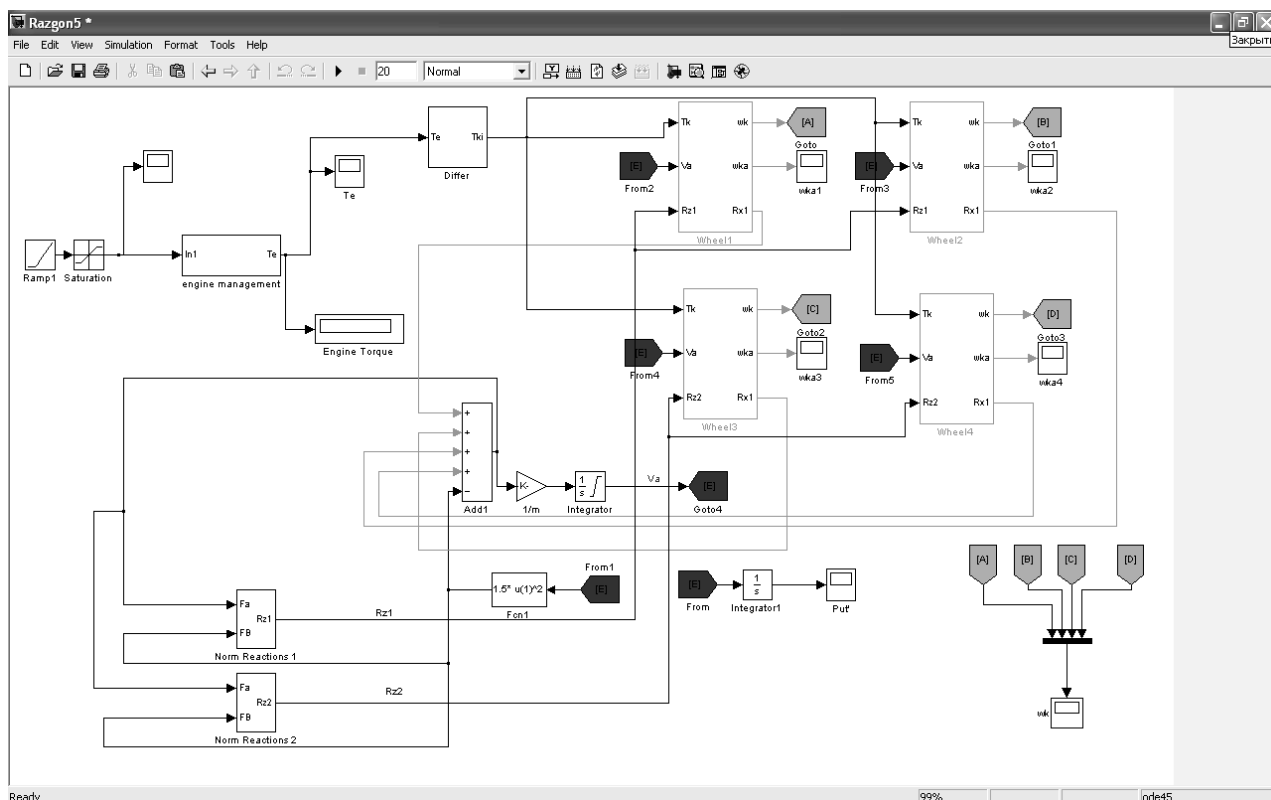 Razgon5 *
Закрыть
File Edit View Simulation Format Tools Help
20 Normal
Te Tki
Differ
Te
Ramp1
Saturation
In1 Te
engine management
Engine Torque
Tk wk
Va wka
Rz1 Rx1
Wheel1
[A]
Goto
wka1
[E]
From2
Tk wk
Va wka
Rz1 Rx1
Wheel2
[B]
Goto1
wka2
[E]
From3
Tk wk
Va wka
Rz2 Rx1
Wheel3
[C]
Goto2
wka3
[E]
From4
Tk wk
Va wka
Rz2 Rx1
Wheel4
[D]
Goto3
wka4
[E]
From5
+
+
+
+
−
Add1
K-
1/m
1
s
Integrator
Va
[E]
Goto4
From1
[E]
1.5* u(1)^2
Fcn1
[E]
From
1
s
Integrator1
Put'
[A] [B] [C] [D]
wk
Fa
FB
Rz1
Norm Reactions 1
Rz1
Fa
FB
Rz2
Norm Reactions 2
Rz2
Ready 99% ode45